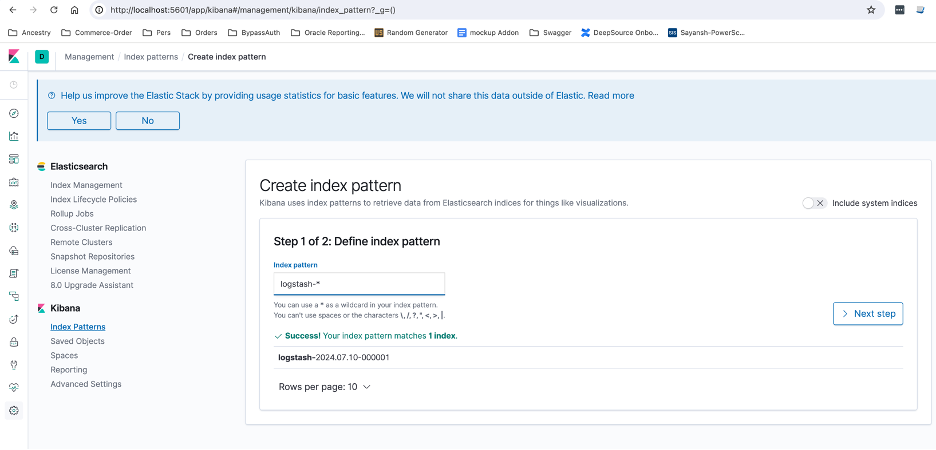 http://localhost:5601/app/kibana#/management/kibana/index_pattern?_g=()
Ancestry Commerce-Order Pers Orders BypassAuth Oracle Reporting... Random Generator mockup Addon Swagger DeepSource Onbo... SIS Sayansh-PowerSc...
D Management / Index patterns / Create index pattern
Help us improve the Elastic Stack by providing usage statistics for basic features. We will not share this data outside of Elastic. Read more
Yes No
Elasticsearch
Index Management
Index Lifecycle Policies
Rollup Jobs
Cross-Cluster Replication
Remote Clusters
Snapshot Repositories
License Management
8.0 Upgrade Assistant
Kibana
Index Patterns
Saved Objects
Spaces
Reporting
Advanced Settings
Create index pattern
Kibana uses index patterns to retrieve data from Elasticsearch indices for things like visualizations.
Include system indices
Step 1 of 2: Define index pattern
Index pattern
logstash-*
You can use a * as a wildcard in your index pattern.
You can't use spaces or the characters \, /, ?, ", <, >, |.
Next step
Success! Your index pattern matches 1 index.
logstash-2024.07.10-000001
Rows per page: 10